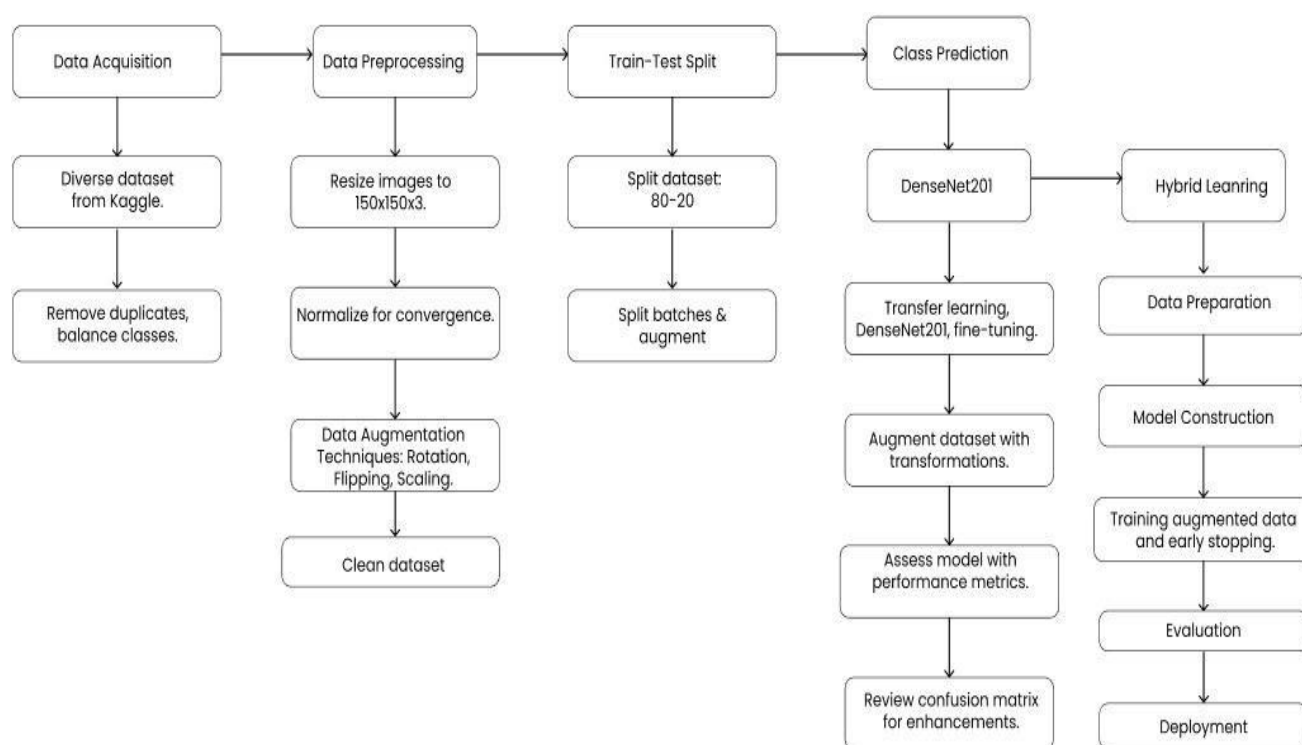 Data Acquisition
Data Preprocessing
Train-Test Split
Class Prediction
Diverse dataset
from Kaggle.
Resize images to
150x150x3.
Split dataset:
80-20
DenseNet201
Hybrid Leanring
Remove duplicates,
balance classes.
Normalize for convergence.
Split batches &
augment
Transfer learning,
DenseNet201, fine-tuning.
Data Preparation
Data Augmentation
Techniques: Rotation,
Flipping, Scaling.
Augment dataset with
transformations.
Model Construction
Clean dataset
Assess model with
performance metrics.
Training augmented data
and early stopping.
Evaluation
Review confusion matrix
for enhancements.
Deployment